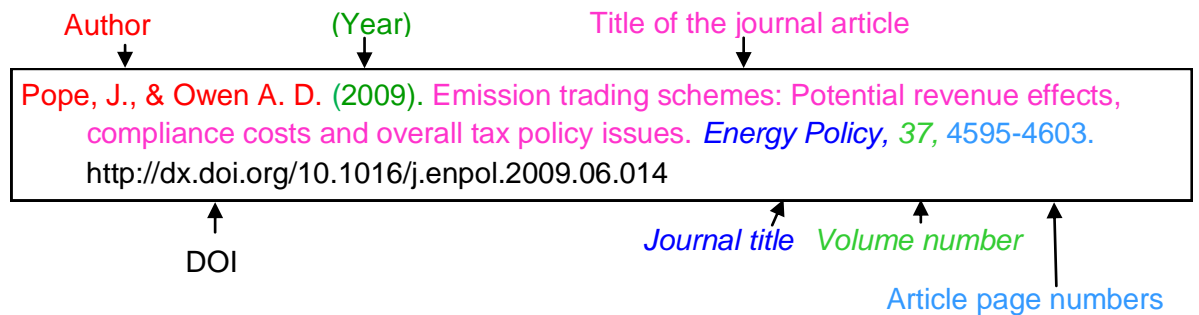 Author (Year) Title of the journal article
Pope, J., & Owen A. D. (2009). Emission trading schemes: Potential revenue effects,
compliance costs and overall tax policy issues. Energy Policy, 37, 4595-4603.
http://dx.doi.org/10.1016/j.enpol.2009.06.014
Journal title Volume number
DOI
Article page numbers